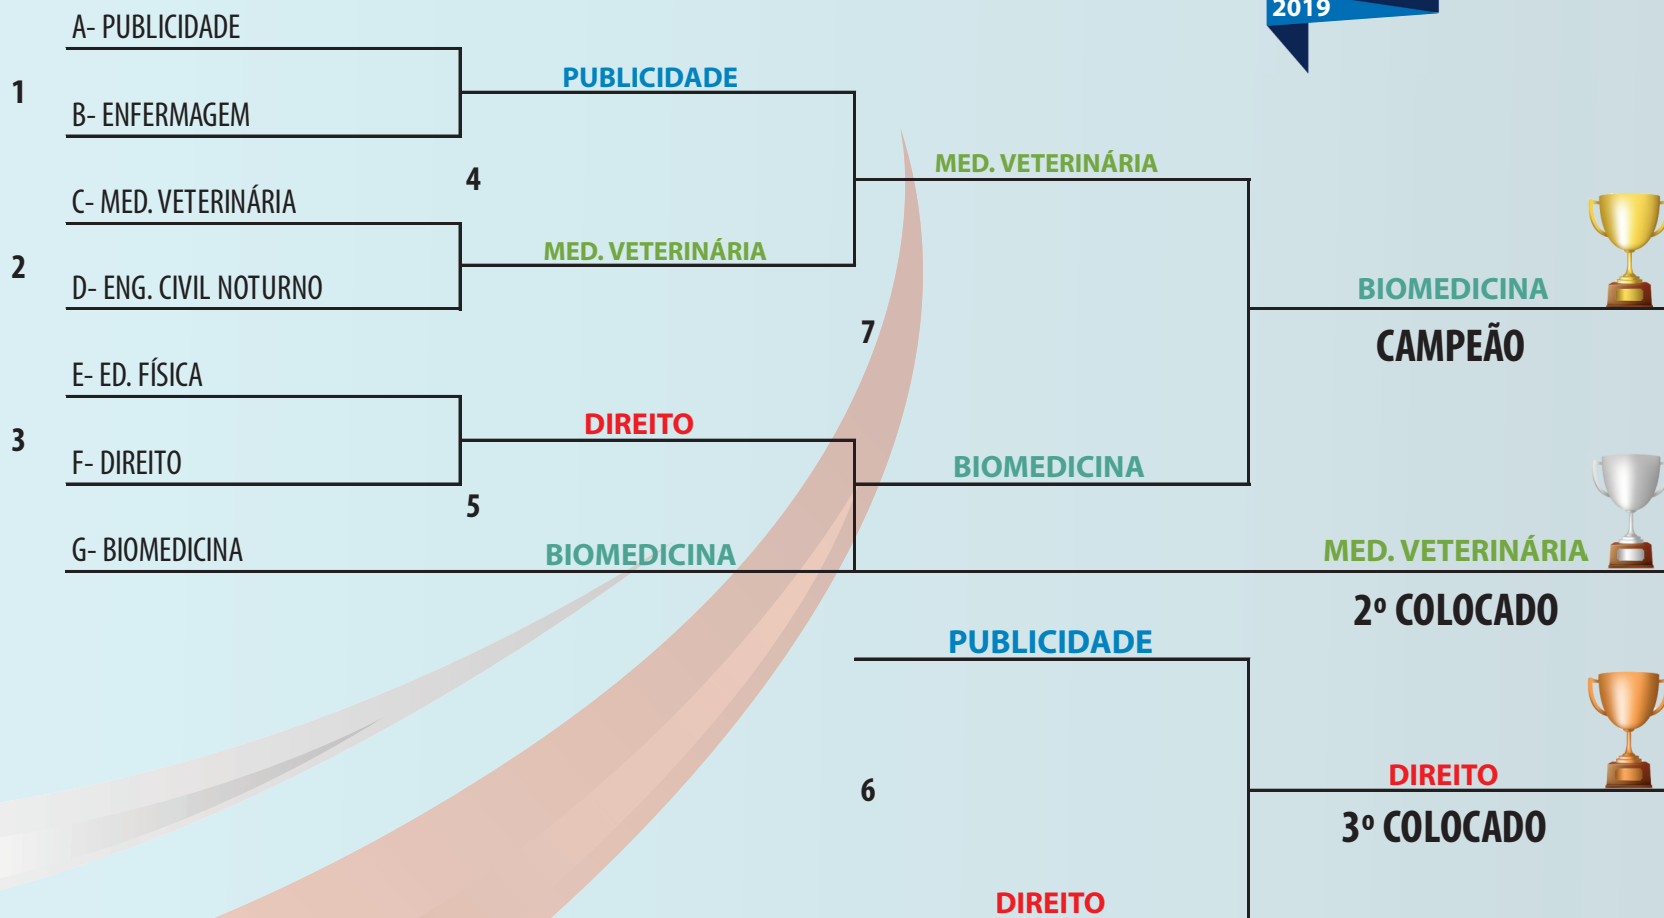 2019
A- PUBLICIDADE
1
PUBLICIDADE
B- ENFERMAGEM
4
MED. VETERINÁRIA
C- MED. VETERINÁRIA
2
MED. VETERINÁRIA
D- ENG. CIVIL NOTURNO
BIOMEDICINA
CAMPEÃO
7
E- ED. FÍSICA
3
DIREITO
F- DIREITO
BIOMEDICINA
5
G- BIOMEDICINA
BIOMEDICINA
MED. VETERINÁRIA
2º COLOCADO
PUBLICIDADE
6
DIREITO
3º COLOCADO
DIREITO